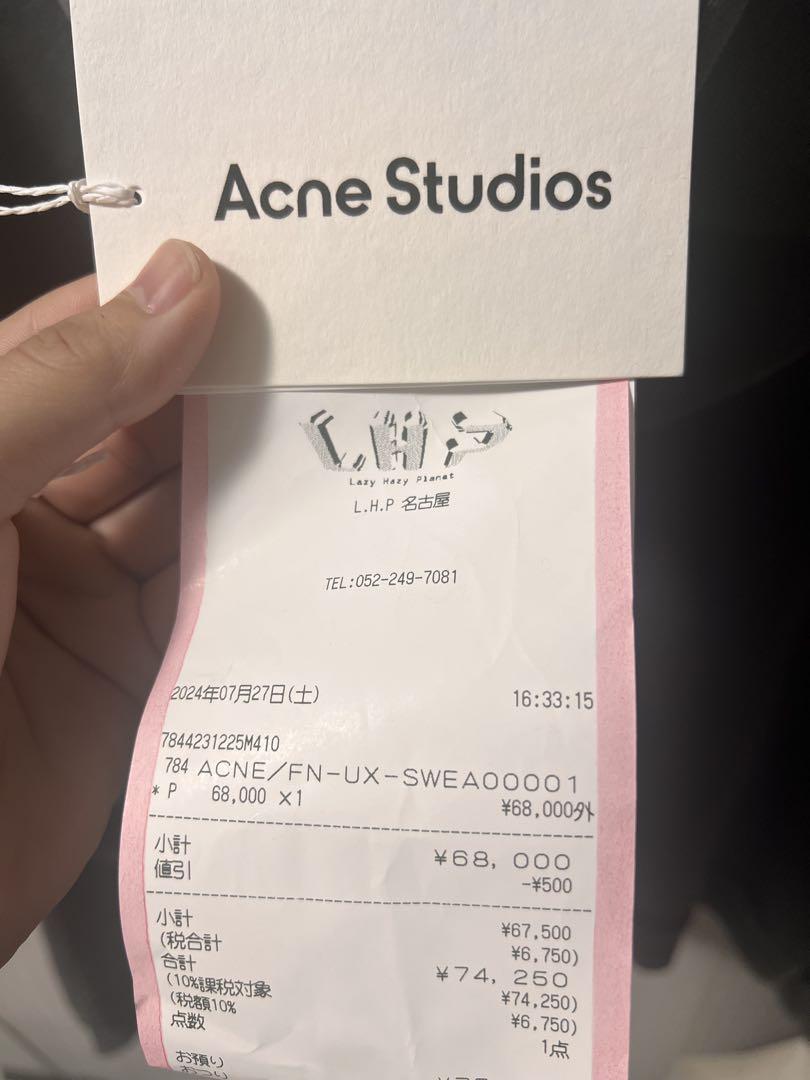 Acne Studios
LHP
Lazy Hazy Planet
L.H.P 名古屋
TEL:052-249-7081
2024年07月27日(土) 16:33:15
7844231225M410
784 ACNE/FN-UX-SWEA00001
* P 68,000 ×1 ¥68,000外
小計 ¥68,000
値引 -¥500
小計 ¥67,500
(税合計 ¥6,750)
合計 ¥74,250
(10%課税対象 ¥74,250)
(税額10% ¥6,750)
点数 1点
お預り